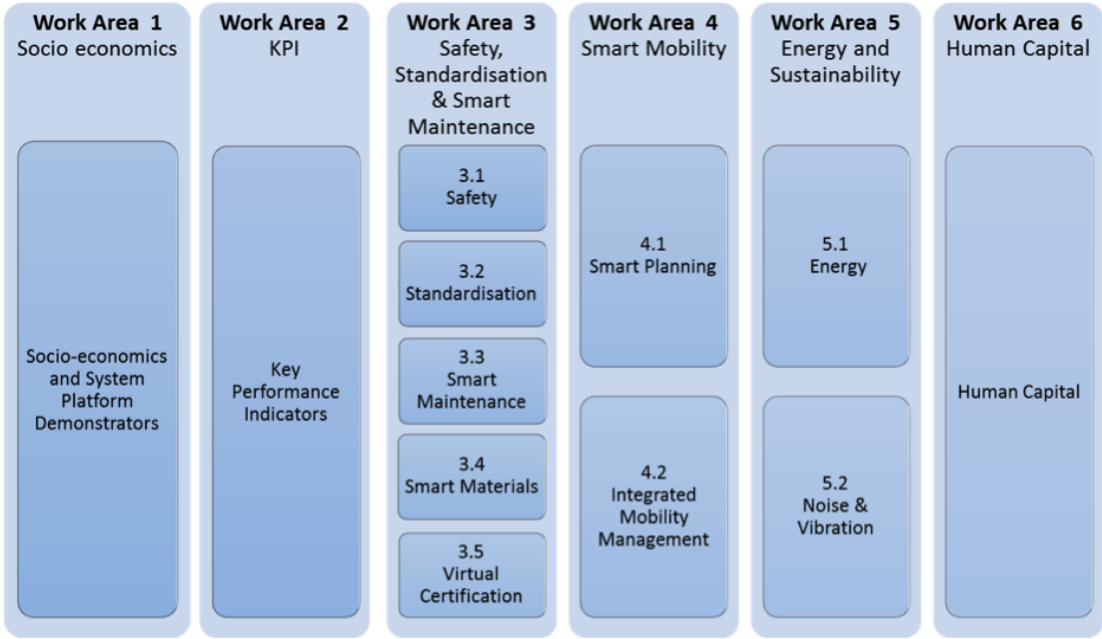 Work Area 1
Socio economics
Socio-economics
and System
Platform
Demonstrators
Work Area 2
KPI
Key
Performance
Indicators
Work Area 3
Safety,
Standardisation
& Smart
Maintenance
3.1
Safety
3.2
Standardisation
3.3
Smart
Maintenance
3.4
Smart Materials
3.5
Virtual
Certification
Work Area 4
Smart Mobility
4.1
Smart Planning
4.2
Integrated
Mobility
Management
Work Area 5
Energy and
Sustainability
5.1
Energy
5.2
Noise &
Vibration
Work Area 6
Human Capital
Human Capital